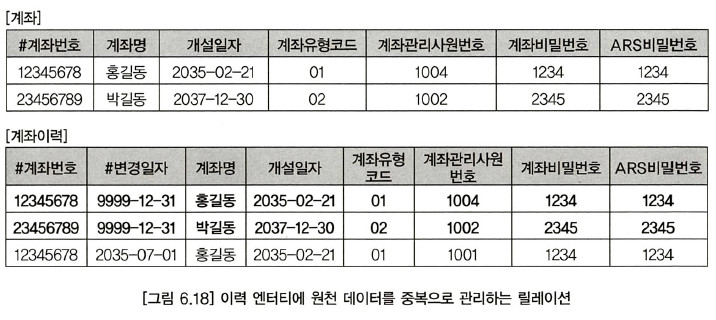 [계좌]
#계좌번호 계좌명 개설일자 계좌유형코드 계좌관리사원번호 계좌비밀번호 ARS비밀번호
12345678 홍길동 2035-02-21 01 1004 1234 1234
23456789 박길동 2037-12-30 02 1002 2345 2345
[계좌이력]
#계좌번호 #변경일자 계좌명 개설일자 계좌유형 코드 계좌관리사원 번호 계좌비밀번호 ARS비밀번호
12345678 9999-12-31 홍길동 2035-02-21 01 1004 1234 1234
23456789 9999-12-31 박길동 2037-12-30 02 1002 2345 2345
12345678 2035-07-01 홍길동 2035-02-21 01 1001 1234 1234
[그림 6.18] 이력 엔터티에 원천 데이터를 중복으로 관리하는 릴레이션